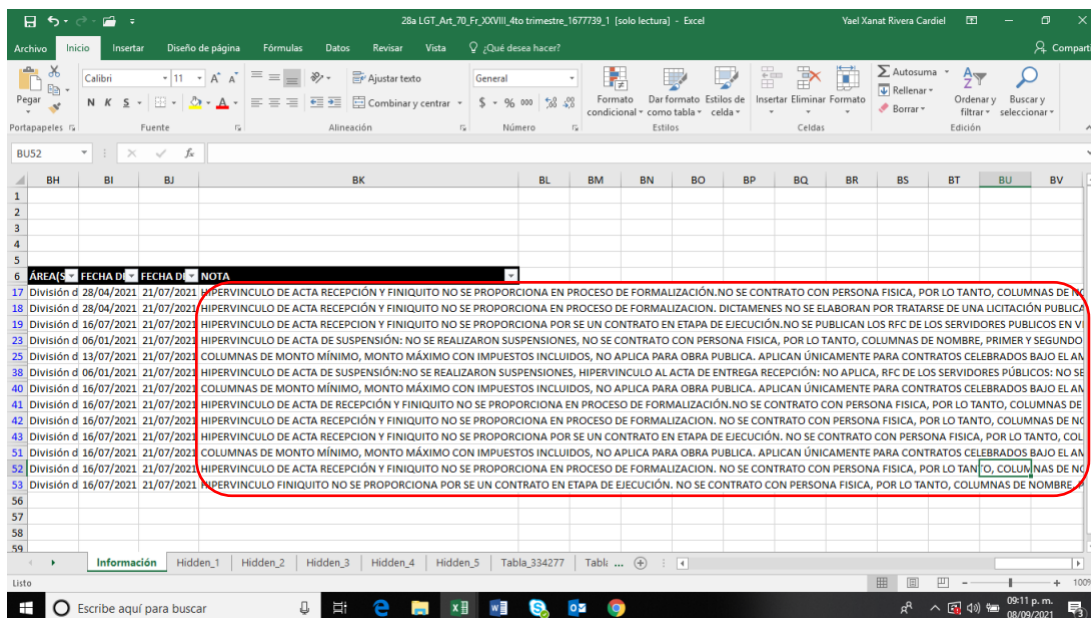 28a LGT_Art_70_Fr_XXVIII_4to trimestre_1677739_1 [solo lectura] - Excel
Yael Xanat Rivera Cardiel
Archivo Inicio Insertar Diseño de página Fórmulas Datos Revisar Vista ¿Qué desea hacer? Comparti
Pegar
Calibri 11 A A
N K S
Ajustar texto
Combinar y centrar
General
$ % 000
Formato condicional
Dar formato como tabla
Estilos de celda
Insertar Eliminar Formato
Autosuma
Rellenar
Borrar
Ordenar y filtrar
Buscar y seleccionar
Portapapeles Fuente Alineación Número Estilos Celdas Edición
BU52 fx
BH BI BJ BK BL BM BN BO BP BQ BR BS BT BU BV
1
2
3
4
5
6 ÁREA(S FECHA DE FECHA DE NOTA
17 División d 28/04/2021 21/07/2021 HIPERVINCULO DE ACTA RECEPCIÓN Y FINIQUITO NO SE PROPORCIONA EN PROCESO DE FORMALIZACIÓN.NO SE CONTRATO CON PERSONA FISICA, POR LO TANTO, COLUMNAS DE NO
18 División d 28/04/2021 21/07/2021 HIPERVINCULO DE ACTA RECEPCIÓN Y FINIQUITO NO SE PROPORCIONA EN PROCESO DE FORMALIZACION. DICTAMENES NO SE ELABORAN POR TRATARSE DE UNA LICITACIÓN PUBLICA
19 División d 16/07/2021 21/07/2021 HIPERVINCULO DE ACTA RECEPCIÓN Y FINIQUITO NO SE PROPORCIONA POR SE UN CONTRATO EN ETAPA DE EJECUCIÓN.NO SE PUBLICAN LOS RFC DE LOS SERVIDORES PUBLICOS EN V
23 División d 06/01/2021 21/07/2021 HIPERVINCULO DE ACTA DE SUSPENSIÓN: NO SE REALIZARON SUSPENSIONES, NO SE CONTRATO CON PERSONA FISICA, POR LO TANTO, COLUMNAS DE NOMBRE, PRIMER Y SEGUNDO
25 División d 13/07/2021 21/07/2021 COLUMNAS DE MONTO MÍNIMO, MONTO MÁXIMO CON IMPUESTOS INCLUIDOS, NO APLICA PARA OBRA PUBLICA. APLICAN ÚNICAMENTE PARA CONTRATOS CELEBRADOS BAJO EL AN
38 División d 06/01/2021 21/07/2021 HIPERVINCULO DE ACTA DE SUSPENSIÓN:NO SE REALIZARON SUSPENSIONES, HIPERVINCULO AL ACTA DE ENTREGA RECEPCIÓN: NO APLICA, RFC DE LOS SERVIDORES PÚBLICOS: NO SE
40 División d 16/07/2021 21/07/2021 COLUMNAS DE MONTO MÍNIMO, MONTO MÁXIMO CON IMPUESTOS INCLUIDOS, NO APLICA PARA OBRA PUBLICA. APLICAN ÚNICAMENTE PARA CONTRATOS CELEBRADOS BAJO EL AN
41 División d 16/07/2021 21/07/2021 HIPERVINCULO DE ACTA DE RECEPCIÓN Y FINIQUITO NO SE PROPORCIONA EN PROCESO DE FORMALIZACIÓN.NO SE CONTRATO CON PERSONA FISICA, POR LO TANTO, COLUMNAS DE
42 División d 16/07/2021 21/07/2021 HIPERVINCULO DE ACTA RECEPCION Y FINIQUITO NO SE PROPORCIONA EN PROCESO DE FORMALIZACION. NO SE CONTRATO CON PERSONA FISICA, POR LO TANTO, COLUMNAS DE NO
43 División d 16/07/2021 21/07/2021 HIPERVINCULO DE ACTA RECEPCION Y FINIQUITO NO SE PROPORCIONA POR SE UN CONTRATO EN ETAPA DE EJECUCIÓN. NO SE CONTRATO CON PERSONA FISICA, POR LO TANTO, COL
51 División d 16/07/2021 21/07/2021 COLUMNAS DE MONTO MÍNIMO, MONTO MÁXIMO CON IMPUESTOS INCLUIDOS, NO APLICA PARA OBRA PUBLICA. APLICAN ÚNICAMENTE PARA CONTRATOS CELEBRADOS BAJO EL AN
52 División d 16/07/2021 21/07/2021 HIPERVINCULO DE ACTA RECEPCIÓN Y FINIQUITO NO SE PROPORCIONA EN PROCESO DE FORMALIZACION. NO SE CONTRATO CON PERSONA FISICA, POR LO TANTO, COLUMNAS DE NO
53 División d 16/07/2021 21/07/2021 HIPERVINCULO FINIQUITO NO SE PROPORCIONA POR SE UN CONTRATO EN ETAPA DE EJECUCIÓN. NO SE CONTRATO CON PERSONA FISICA, POR LO TANTO, COLUMNAS DE NOMBRE,
56
57
58
59
Información Hidden_1 Hidden_2 Hidden_3 Hidden_4 Hidden_5 Tabla_334277 Tabla ...
Listo 100%
Escribe aquí para buscar
09:11 p. m.
08/09/2021